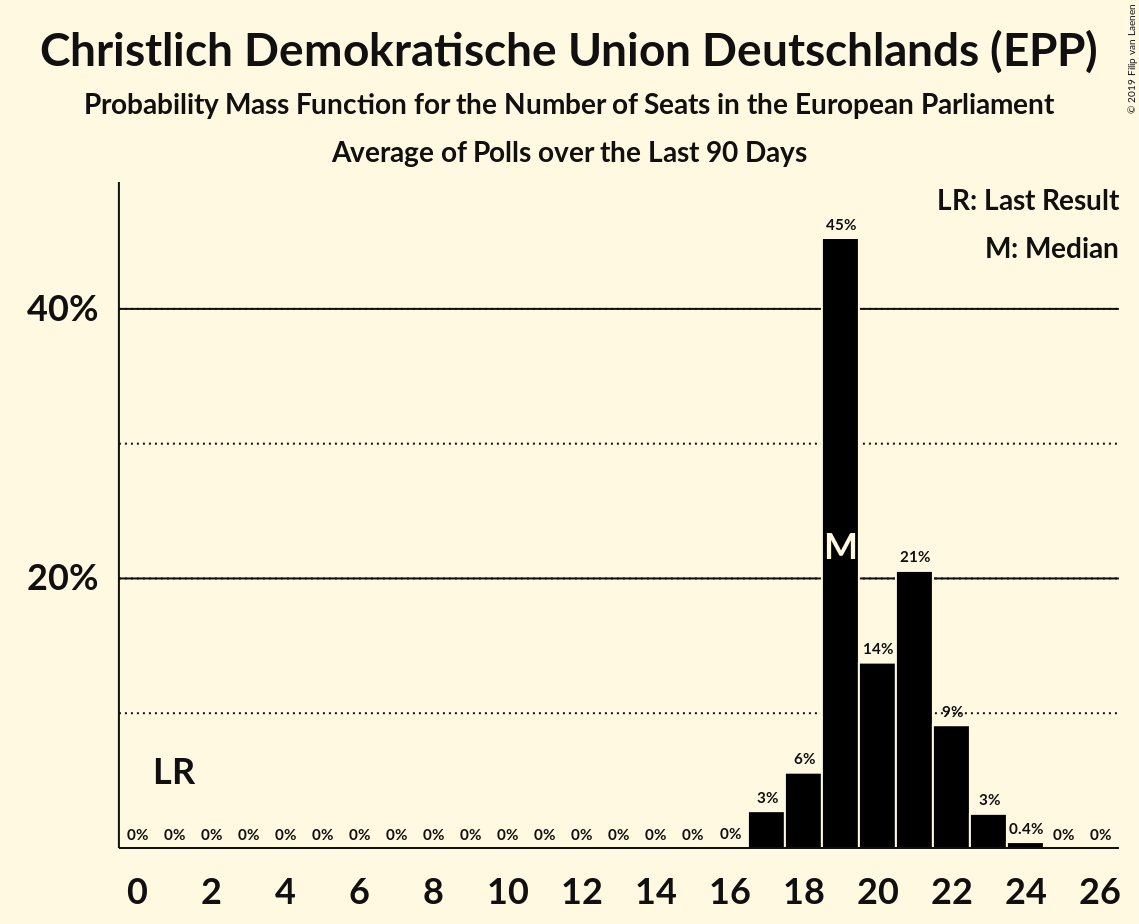 Christlich Demokratische Union Deutschlands (EPP)
Probability Mass Function for the Number of Seats in the European Parliament
Average of Polls over the Last 90 Days
© 2019 Filip van Laenen
LR: Last Result
M: Median
45%
40%
M
21%
20%
14%
9%
LR
6%
3%
3%
0.4%
0% 0% 0% 0% 0% 0% 0% 0% 0% 0% 0% 0% 0% 0% 0% 0% 0% 0% 0%
0 2 4 6 8 10 12 14 16 18 20 22 24 26